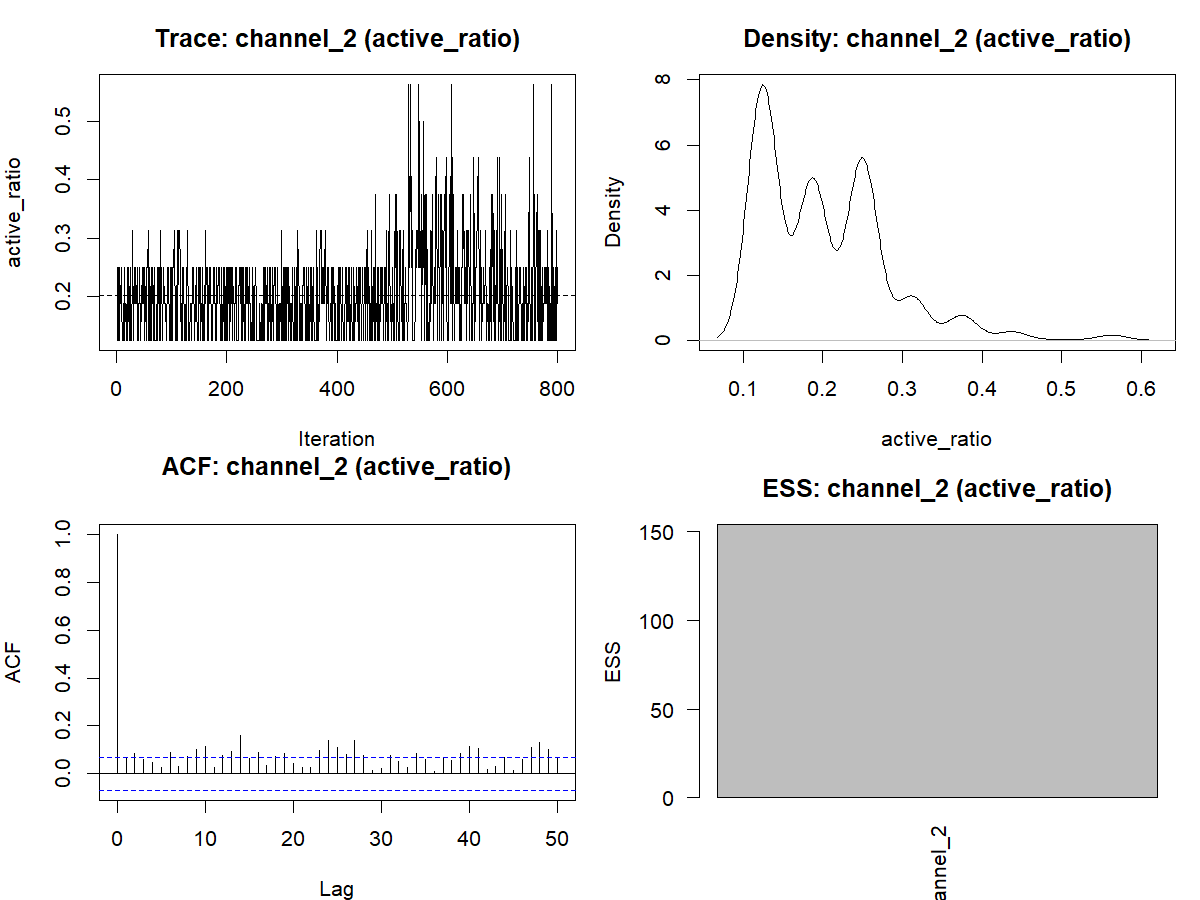 Trace: channel_2 (active_ratio)
active_ratio
0.5
0.4
0.3
0.2
0 200 400 600 800
Iteration
Density: channel_2 (active_ratio)
Density
8
6
4
2
0
0.1 0.2 0.3 0.4 0.5 0.6
active_ratio
ACF: channel_2 (active_ratio)
ACF
1.0
0.8
0.6
0.4
0.2
0.0
0 10 20 30 40 50
Lag
ESS: channel_2 (active_ratio)
ESS
150
100
50
0
annel_2